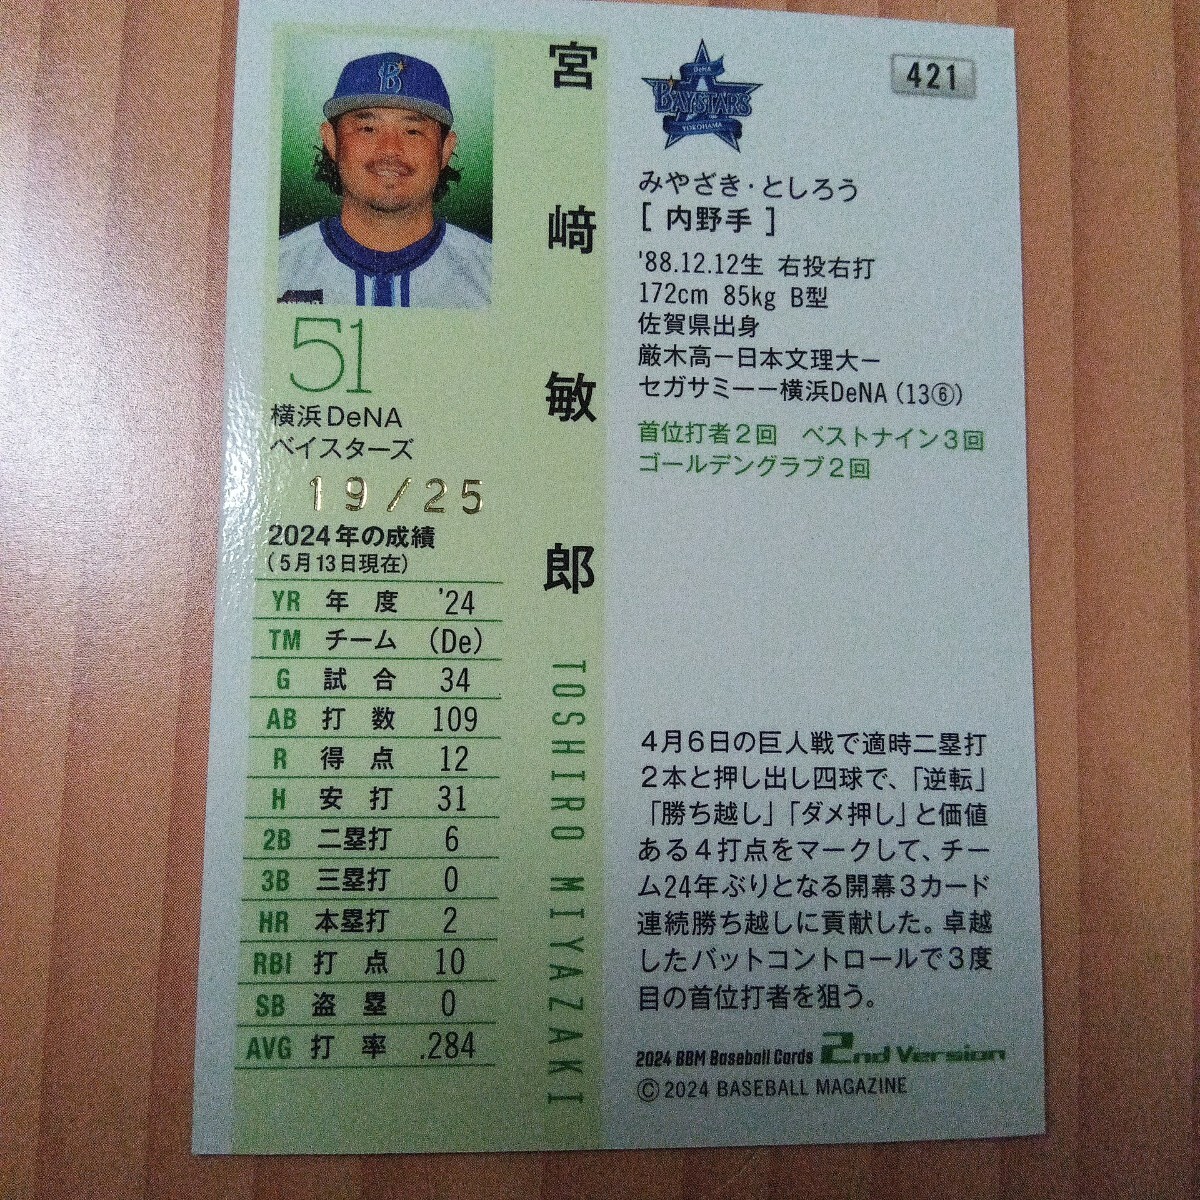 宮﨑敏郎
TOSHIRO MIYAZAKI
51
横浜DeNA
ベイスターズ
19/25
2024年の成績
(5月13日現在)
YR 年度 '24
TM チーム (De)
G 試合 34
AB 打数 109
R 得点 12
H 安打 31
2B 二塁打 6
3B 三塁打 0
HR 本塁打 2
RBI 打点 10
SB 盗塁 0
AVG 打率 .284
DeNA
BAYSTARS
YOKOHAMA
421
みやざき・としろう
[内野手]
'88.12.12生 右投右打
172cm 85kg B型
佐賀県出身
厳木高ー日本文理大ー
セガサミーー横浜DeNA(13⑥)
首位打者2回 ベストナイン3回
ゴールデングラブ2回
4月6日の巨人戦で適時二塁打
2本と押し出し四球で、「逆転」
「勝ち越し」「ダメ押し」と価値
ある4打点をマークして、チー
ム24年ぶりとなる開幕3カード
連続勝ち越しに貢献した。卓越
したバットコントロールで3度
目の首位打者を狙う。
2024 BBM Baseball Cards 2nd Version
© 2024 BASEBALL MAGAZINE